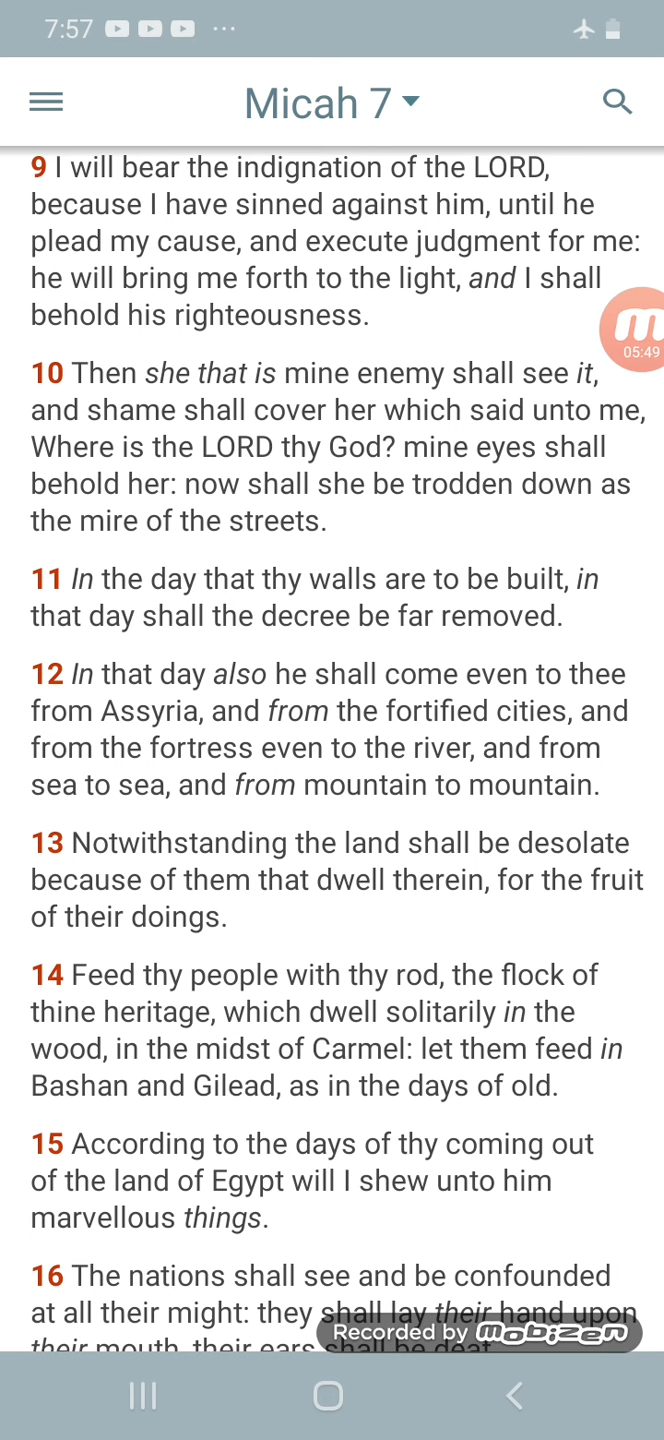 7:57
Micah 7
9 I will bear the indignation of the LORD,
because I have sinned against him, until he
plead my cause, and execute judgment for me:
he will bring me forth to the light, and I shall
behold his righteousness.
05:49
10 Then she that is mine enemy shall see it,
and shame shall cover her which said unto me,
Where is the LORD thy God? mine eyes shall
behold her: now shall she be trodden down as
the mire of the streets.
11 In the day that thy walls are to be built, in
that day shall the decree be far removed.
12 In that day also he shall come even to thee
from Assyria, and from the fortified cities, and
from the fortress even to the river, and from
sea to sea, and from mountain to mountain.
13 Notwithstanding the land shall be desolate
because of them that dwell therein, for the fruit
of their doings.
14 Feed thy people with thy rod, the flock of
thine heritage, which dwell solitarily in the
wood, in the midst of Carmel: let them feed in
Bashan and Gilead, as in the days of old.
15 According to the days of thy coming out
of the land of Egypt will I shew unto him
marvellous things.
16 The nations shall see and be confounded
at all their might: they shall lay their hand upon
their mouth, their ears shall be deaf.
Recorded by mobizen